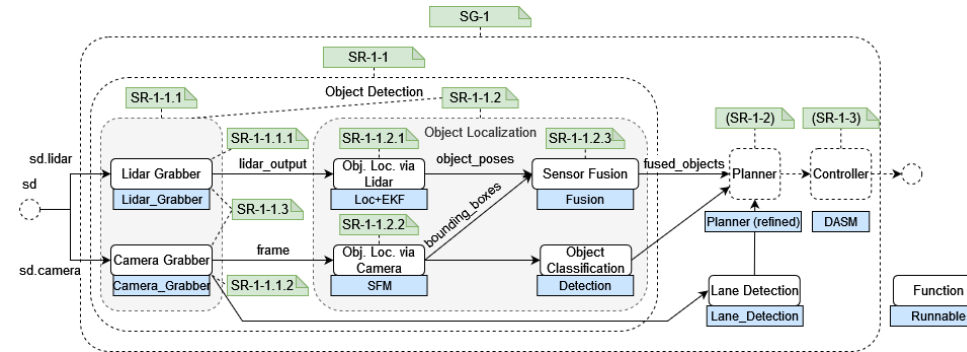 SG-1
SR-1-1
Object Detection
SR-1-1.1
SR-1-1.2
(SR-1-2)
(SR-1-3)
SR-1-1.1.1
SR-1-1.2.1
Object Localization
SR-1-1.2.3
sd.lidar
lidar_output
object_poses
fused_objects
Lidar Grabber
Lidar_Grabber
Obj. Loc. via
Lidar
Loc+EKF
Sensor Fusion
Fusion
Planner
Planner (refined)
Controller
DASM
sd
SR-1-1.3
SR-1-1.2.2
bounding_boxes
sd.camera
frame
Camera Grabber
Camera_Grabber
SR-1-1.1.2
Obj. Loc. via
Camera
SFM
Object
Classification
Detection
Lane Detection
Lane_Detection
Function
Runnable